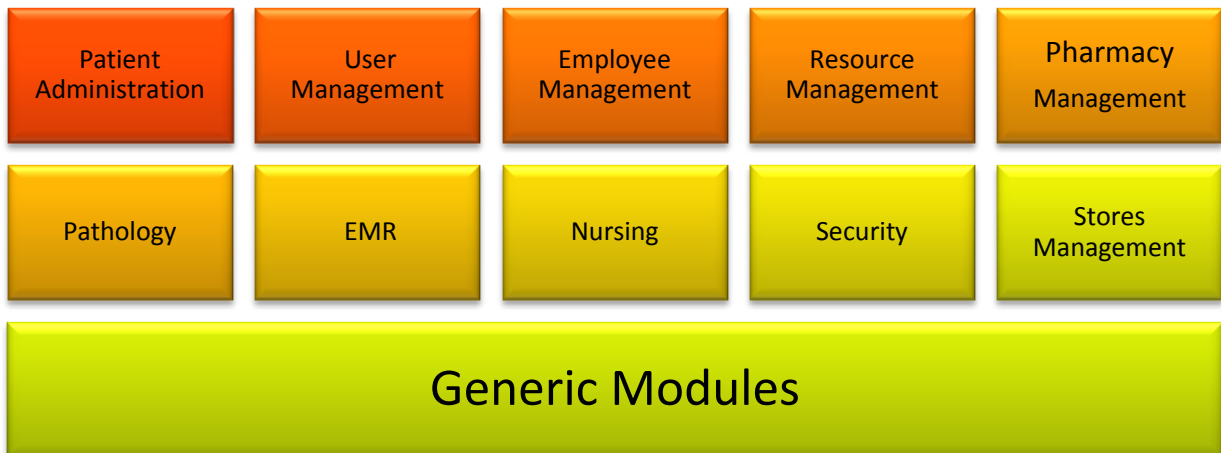 Patient
Administration
User
Management
Employee
Management
Resource
Management
Pharmacy
Management
Pathology
EMR
Nursing
Security
Stores
Management
Generic Modules